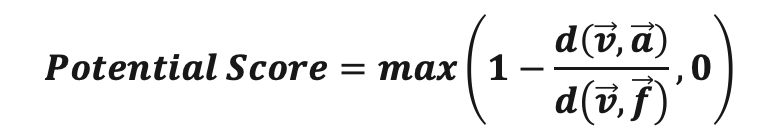 Potential Score = max(1 − d(v⃗, a⃗) / d(v⃗, f⃗), 0)